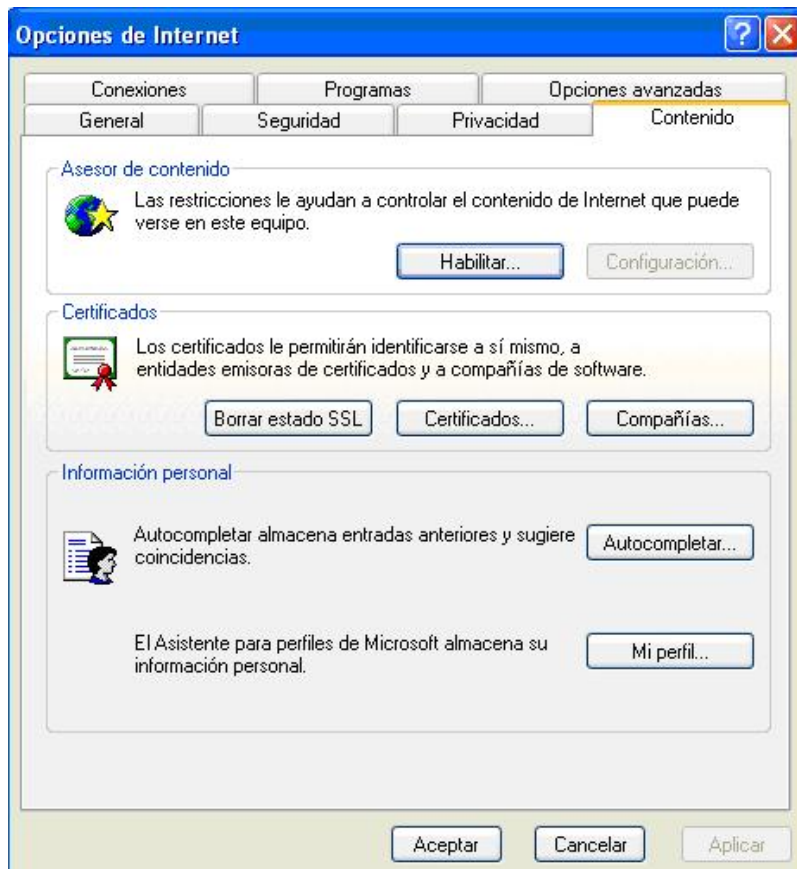 Opciones de Internet
Conexiones Programas Opciones avanzadas
General Seguridad Privacidad Contenido
Asesor de contenido
Las restricciones le ayudan a controlar el contenido de Internet que puede
verse en este equipo.
Habilitar... Configuración...
Certificados
Los certificados le permitirán identificarse a sí mismo, a
entidades emisoras de certificados y a compañías de software.
Borrar estado SSL Certificados... Compañías...
Información personal
Autocompletar almacena entradas anteriores y sugiere
coincidencias.
Autocompletar...
El Asistente para perfiles de Microsoft almacena su
información personal.
Mi perfil...
Aceptar Cancelar Aplicar